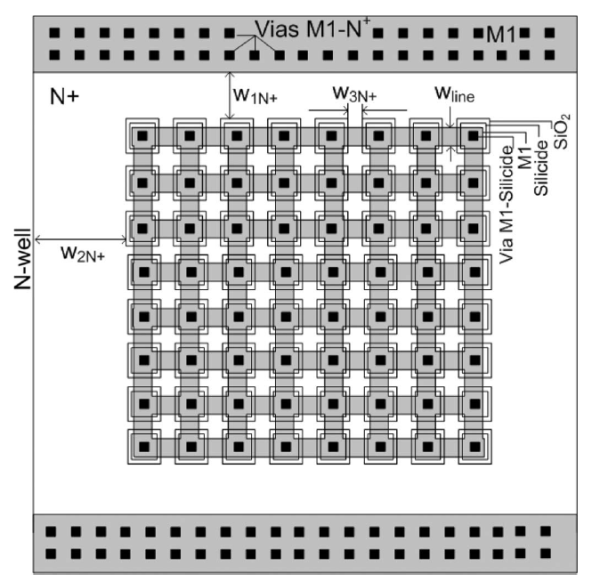 Vias M1-N⁺
M1
N+
w₁N+
w₃N+
wline
SiO₂
Silicide
M1
Via M1-Silicide
N-well
w₂N+